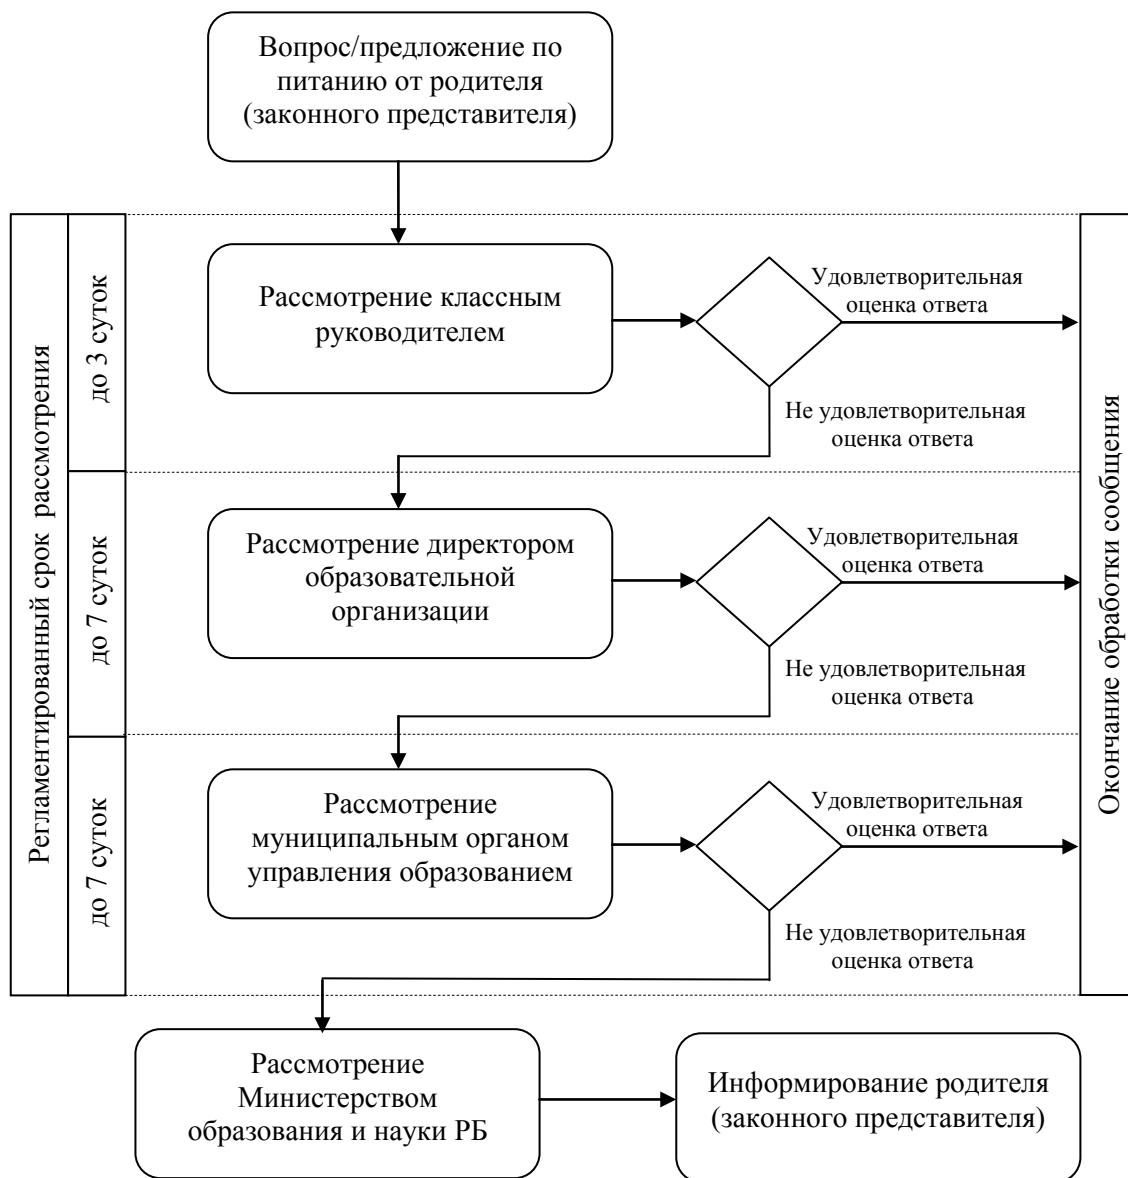 Вопрос/предложение по
питанию от родителя
(законного представителя)
Регламентированный срок рассмотрения
до 3 суток
Рассмотрение классным
руководителем
Удовлетворительная
оценка ответа
Не удовлетворительная
оценка ответа
до 7 суток
Рассмотрение директором
образовательной
организации
Удовлетворительная
оценка ответа
Не удовлетворительная
оценка ответа
до 7 суток
Рассмотрение
муниципальным органом
управления образованием
Удовлетворительная
оценка ответа
Не удовлетворительная
оценка ответа
Окончание обработки сообщения
Рассмотрение
Министерством
образования и науки РБ
Информирование родителя
(законного представителя)